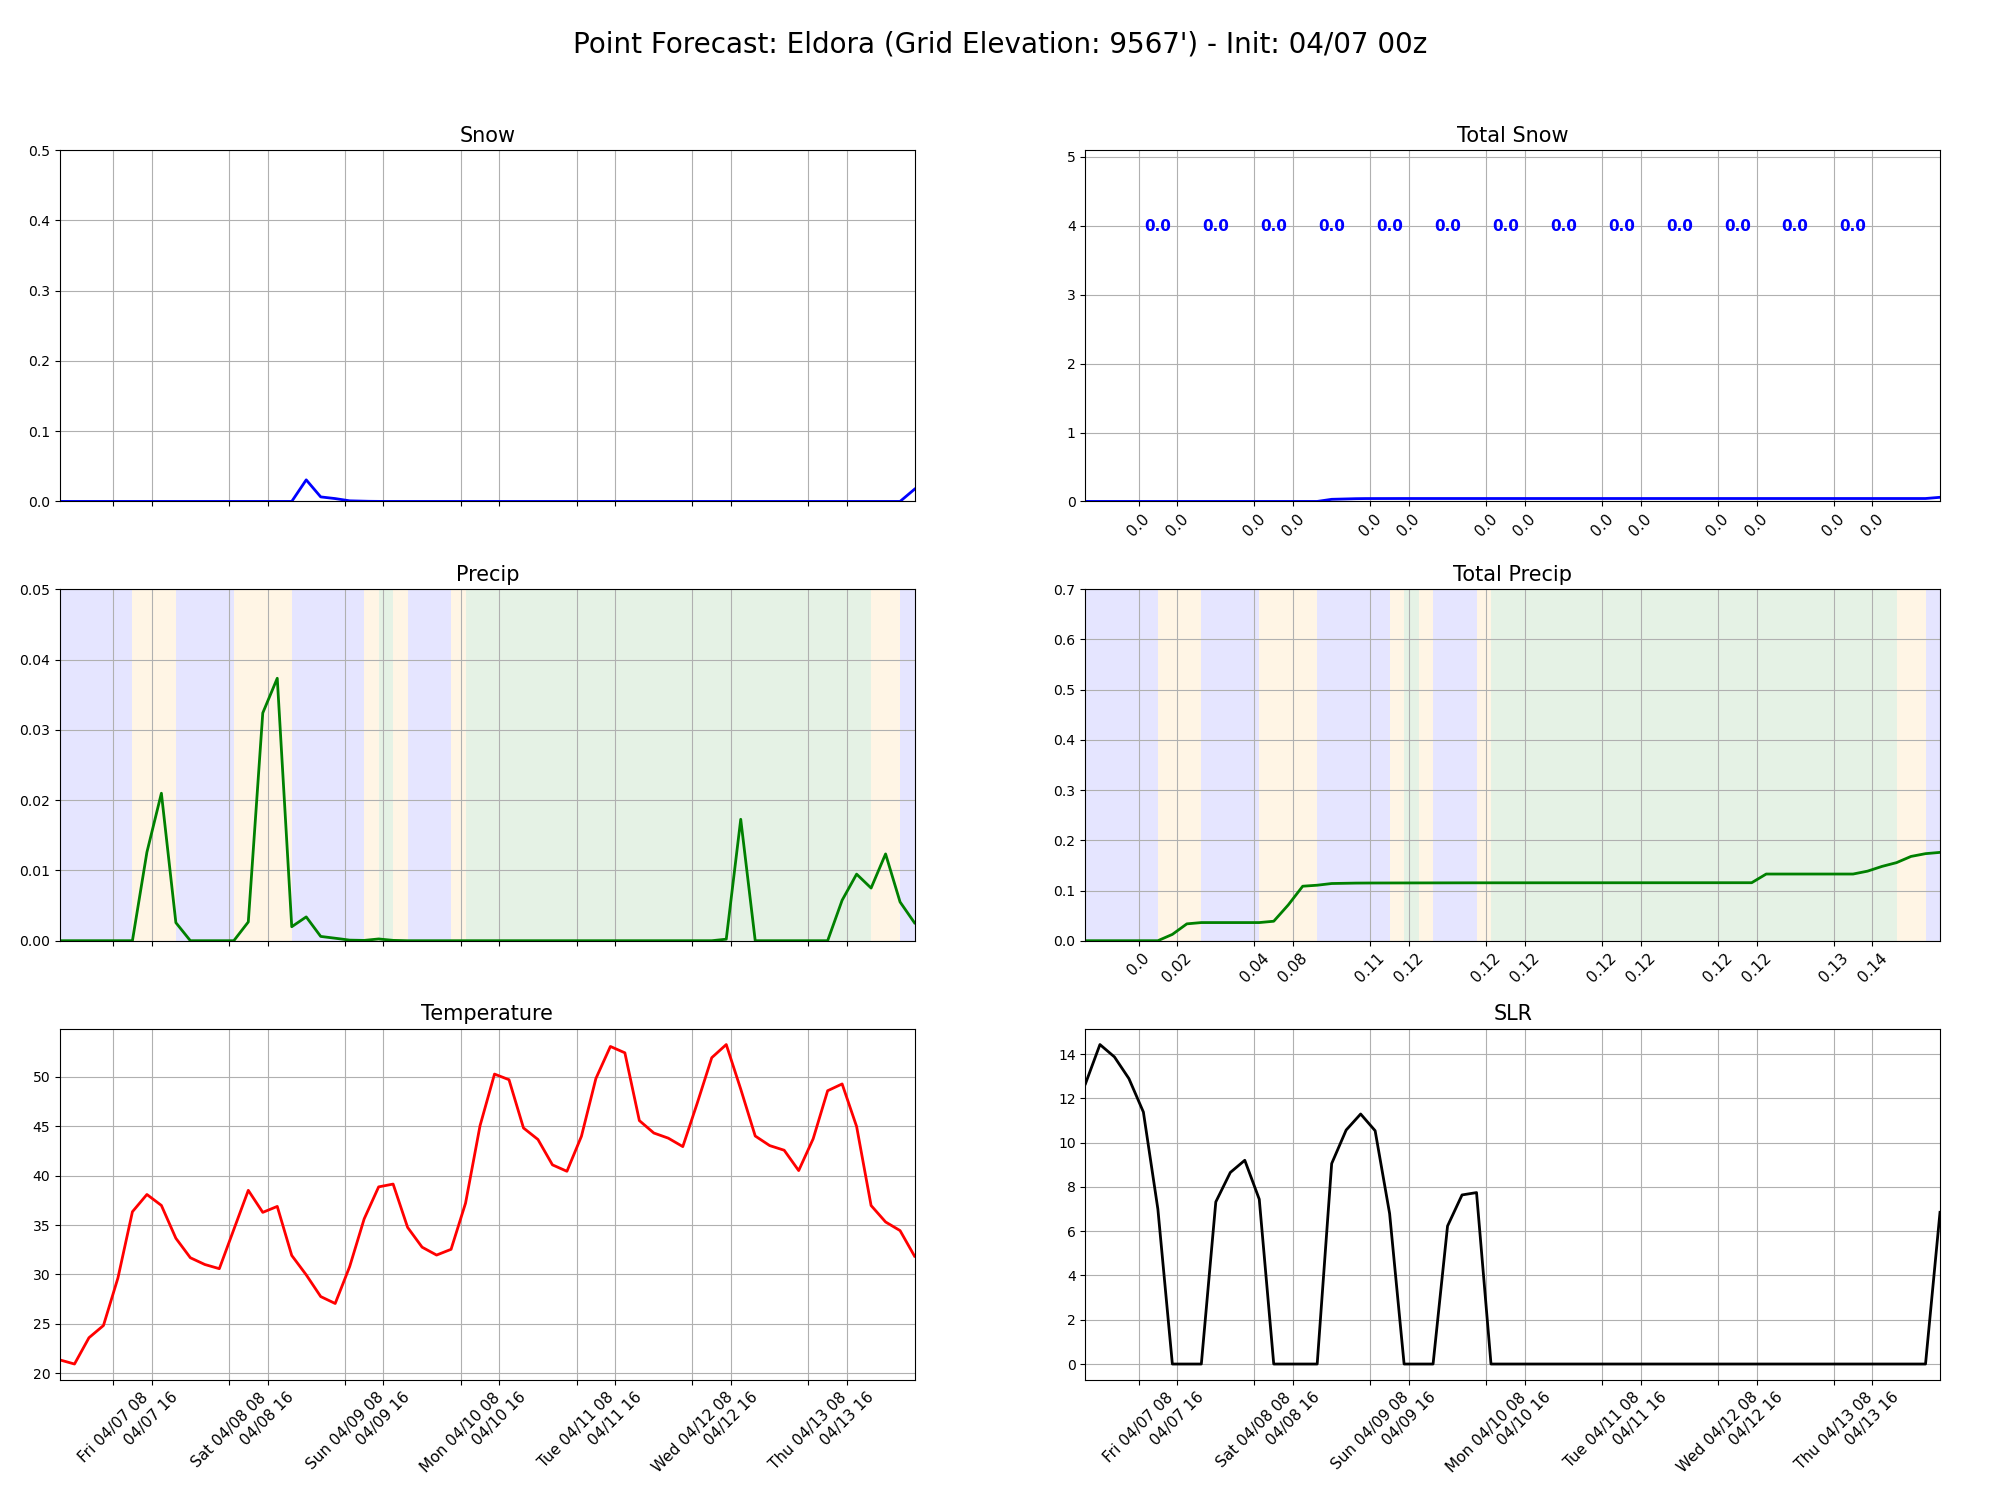 Point Forecast: Eldora (Grid Elevation: 9567') - Init: 04/07 00z
Snow
0.5
0.4
0.3
0.2
0.1
0.0
Total Snow
5
4
3
2
1
0
0.0 0.0 0.0 0.0 0.0 0.0 0.0 0.0 0.0 0.0 0.0 0.0 0.0
0.0 0.0 0.0 0.0 0.0 0.0 0.0 0.0 0.0 0.0 0.0 0.0 0.0 0.0
Precip
0.05
0.04
0.03
0.02
0.01
0.00
Total Precip
0.7
0.6
0.5
0.4
0.3
0.2
0.1
0.0
0.0 0.02 0.04 0.08 0.11 0.12 0.12 0.12 0.12 0.12 0.12 0.12 0.13 0.14
Temperature
50
45
40
35
30
25
20
Fri 04/07 08
04/07 16
Sat 04/08 08
04/08 16
Sun 04/09 08
04/09 16
Mon 04/10 08
04/10 16
Tue 04/11 08
04/11 16
Wed 04/12 08
04/12 16
Thu 04/13 08
04/13 16
SLR
14
12
10
8
6
4
2
0
Fri 04/07 08
04/07 16
Sat 04/08 08
04/08 16
Sun 04/09 08
04/09 16
Mon 04/10 08
04/10 16
Tue 04/11 08
04/11 16
Wed 04/12 08
04/12 16
Thu 04/13 08
04/13 16